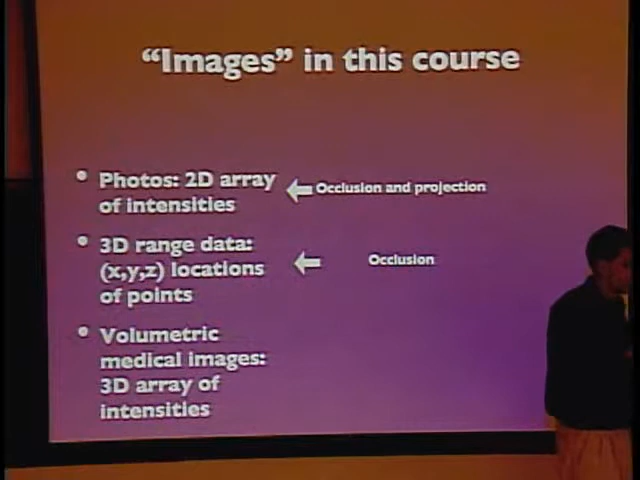 “Images” in this course
• Photos: 2D array
of intensities
Occlusion and projection
• 3D range data:
(x,y,z) locations
of points
Occlusion
• Volumetric
medical images:
3D array of
intensities